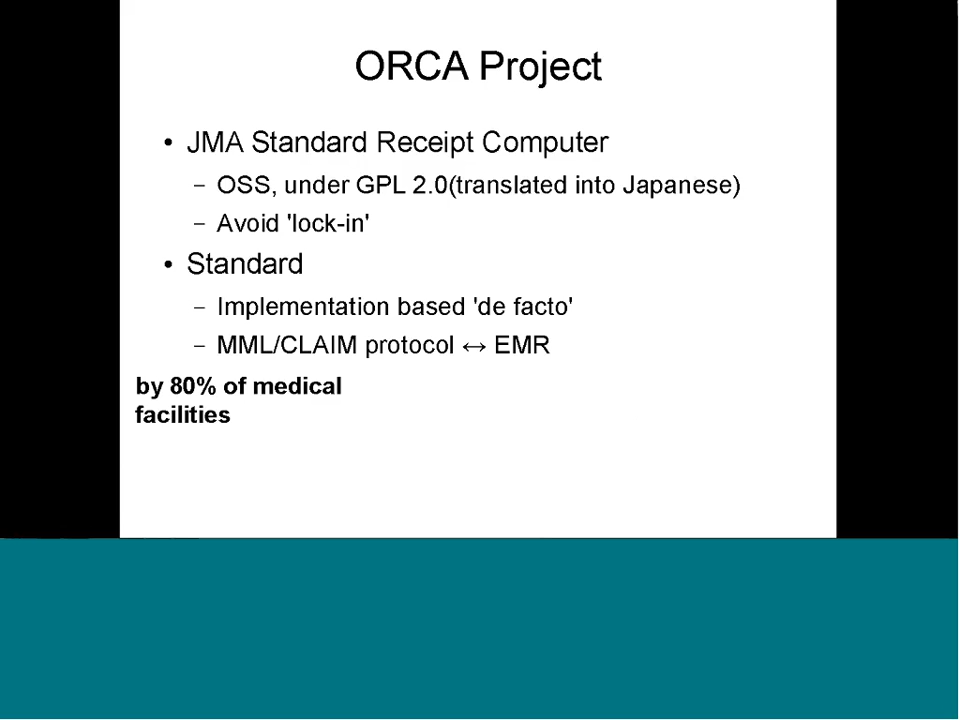 ORCA Project
• JMA Standard Receipt Computer
– OSS, under GPL 2.0(translated into Japanese)
– Avoid 'lock-in'
• Standard
– Implementation based 'de facto'
– MML/CLAIM protocol ↔ EMR
by 80% of medical
facilities